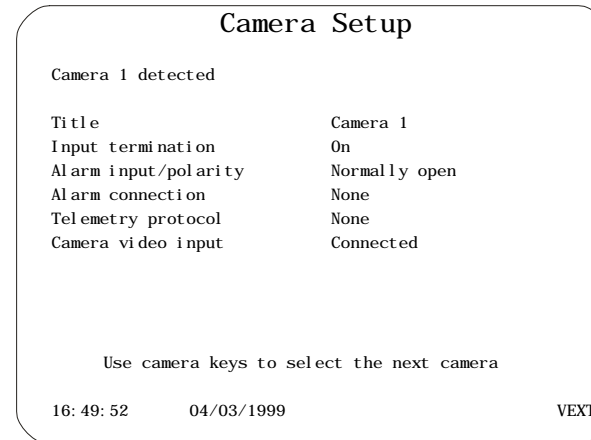 Camera Setup
Camera 1 detected
Title Camera 1
Input termination On
Alarm input/polarity Normally open
Alarm connection None
Telemetry protocol None
Camera video input Connected
Use camera keys to select the next camera
16:49:52 04/03/1999 VEXT